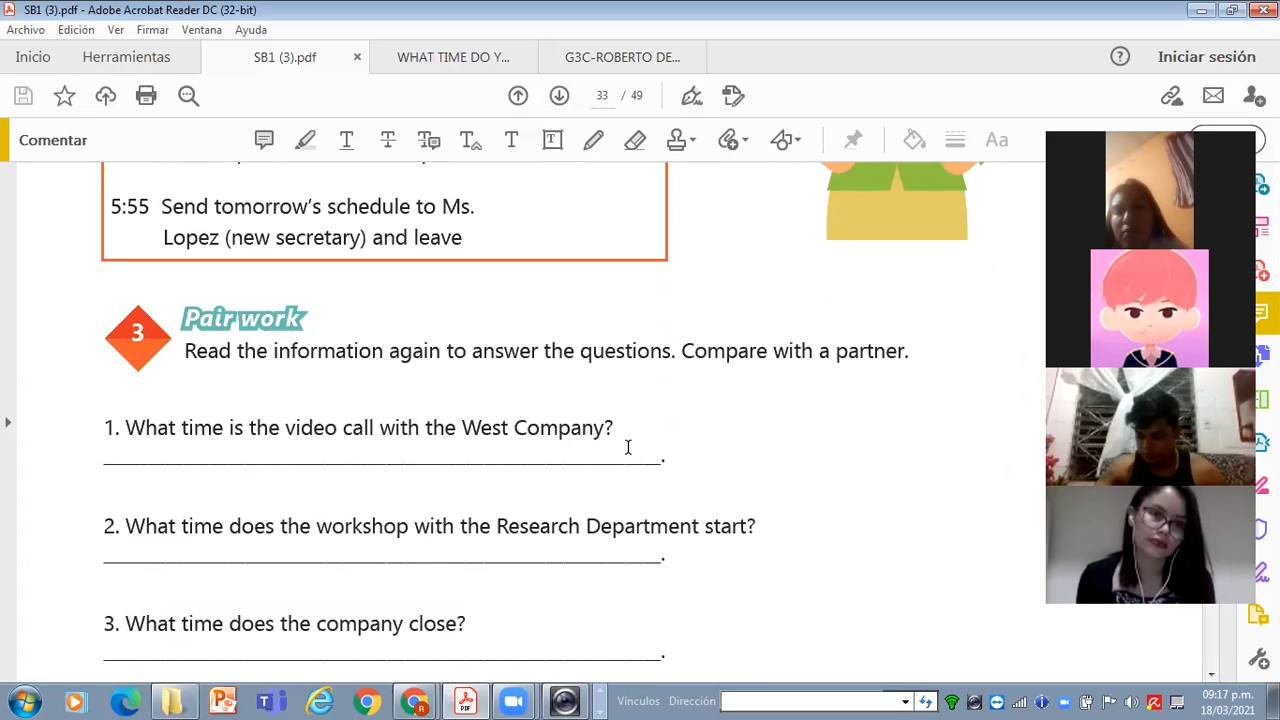 SB1 (3).pdf - Adobe Acrobat Reader DC (32-bit)
Archivo Edición Ver Firmar Ventana Ayuda
Inicio Herramientas SB1 (3).pdf × WHAT TIME DO Y... G3C-ROBERTO DE... Iniciar sesión
33 / 49
Comentar
5:55 Send tomorrow's schedule to Ms.
Lopez (new secretary) and leave
3 Pair work
Read the information again to answer the questions. Compare with a partner.
1. What time is the video call with the West Company?
2. What time does the workshop with the Research Department start?
3. What time does the company close?
Vínculos Dirección
09:17 p.m.
18/03/2021